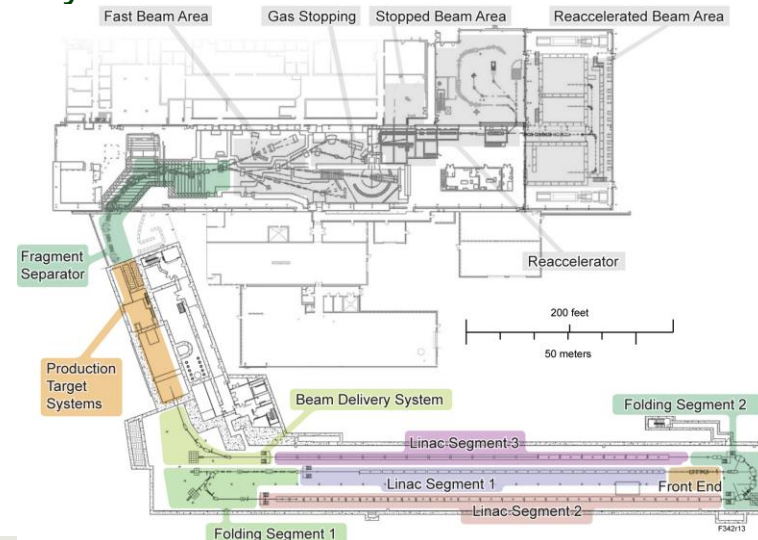 Fast Beam Area
Gas Stopping
Stopped Beam Area
Reaccelerated Beam Area
Fragment
Separator
Reaccelerator
200 feet
50 meters
Production
Target
Systems
Beam Delivery System
Folding Segment 2
Linac Segment 3
Linac Segment 1
Front End
Linac Segment 2
Folding Segment 1
F342r13